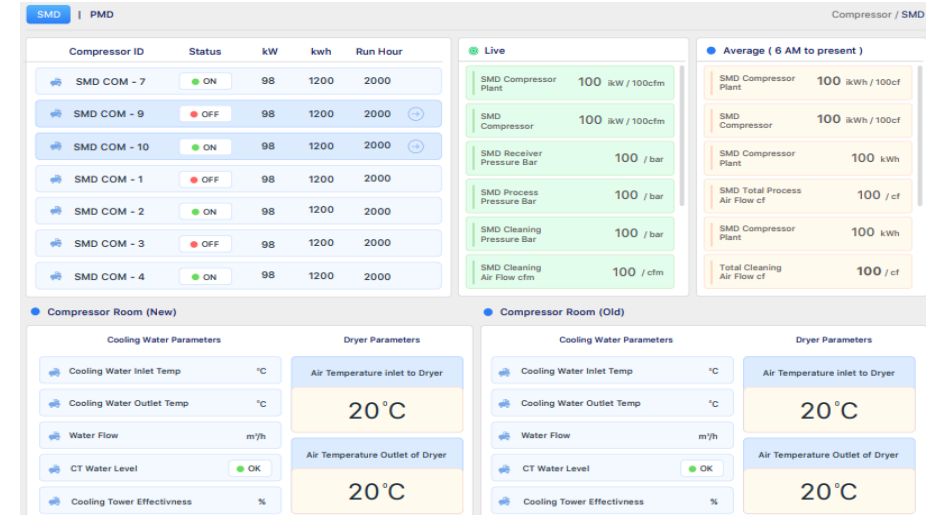 SMD | PMD
Compressor / SMD
Compressor ID Status kW kwh Run Hour
SMD COM - 7 ON 98 1200 2000
SMD COM - 9 OFF 98 1200 2000
SMD COM - 10 ON 98 1200 2000
SMD COM - 1 OFF 98 1200 2000
SMD COM - 2 ON 98 1200 2000
SMD COM - 3 OFF 98 1200 2000
SMD COM - 4 ON 98 1200 2000
Live
SMD Compressor
Plant
100 ikW / 100cfm
SMD
Compressor
100 ikW / 100cfm
SMD Receiver
Pressure Bar
100 / bar
SMD Process
Pressure Bar
100 / bar
SMD Cleaning
Pressure Bar
100 / bar
SMD Cleaning
Air Flow cfm
100 / cfm
Average ( 6 AM to present )
SMD Compressor
Plant
100 ikWh / 100cf
SMD
Compressor
100 ikWh / 100cf
SMD Compressor
Plant
100 kWh
SMD Total Process
Air Flow cf
100 / cf
SMD Compressor
Plant
100 kWh
Total Cleaning
Air Flow cf
100 / cf
Compressor Room (New)
Cooling Water Parameters
Cooling Water Inlet Temp °C
Cooling Water Outlet Temp °C
Water Flow m³/h
CT Water Level OK
Cooling Tower Effectivness %
Dryer Parameters
Air Temperature inlet to Dryer
20°C
Air Temperature Outlet of Dryer
20°C
Compressor Room (Old)
Cooling Water Parameters
Cooling Water Inlet Temp °C
Cooling Water Outlet Temp °C
Water Flow m³/h
CT Water Level OK
Cooling Tower Effectivness %
Dryer Parameters
Air Temperature inlet to Dryer
20°C
Air Temperature Outlet of Dryer
20°C